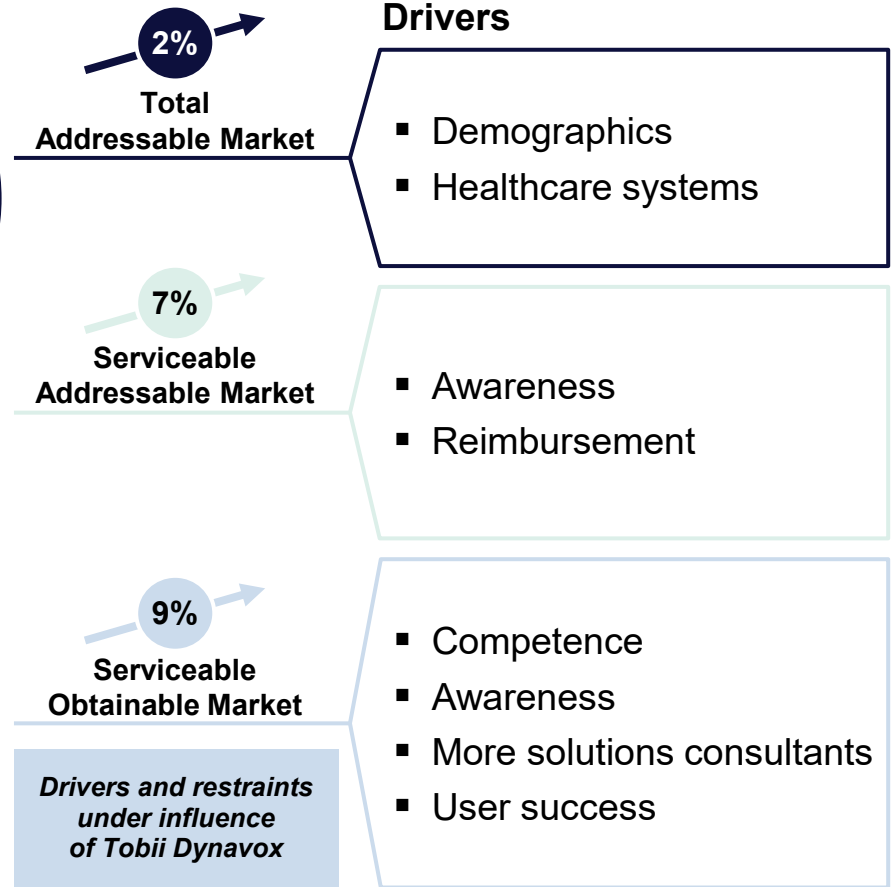 Drivers
2%
Total
Addressable Market
▪ Demographics
▪ Healthcare systems
7%
Serviceable
Addressable Market
▪ Awareness
▪ Reimbursement
9%
Serviceable
Obtainable Market
Drivers and restraints
under influence
of Tobii Dynavox
▪ Competence
▪ Awareness
▪ More solutions consultants
▪ User success